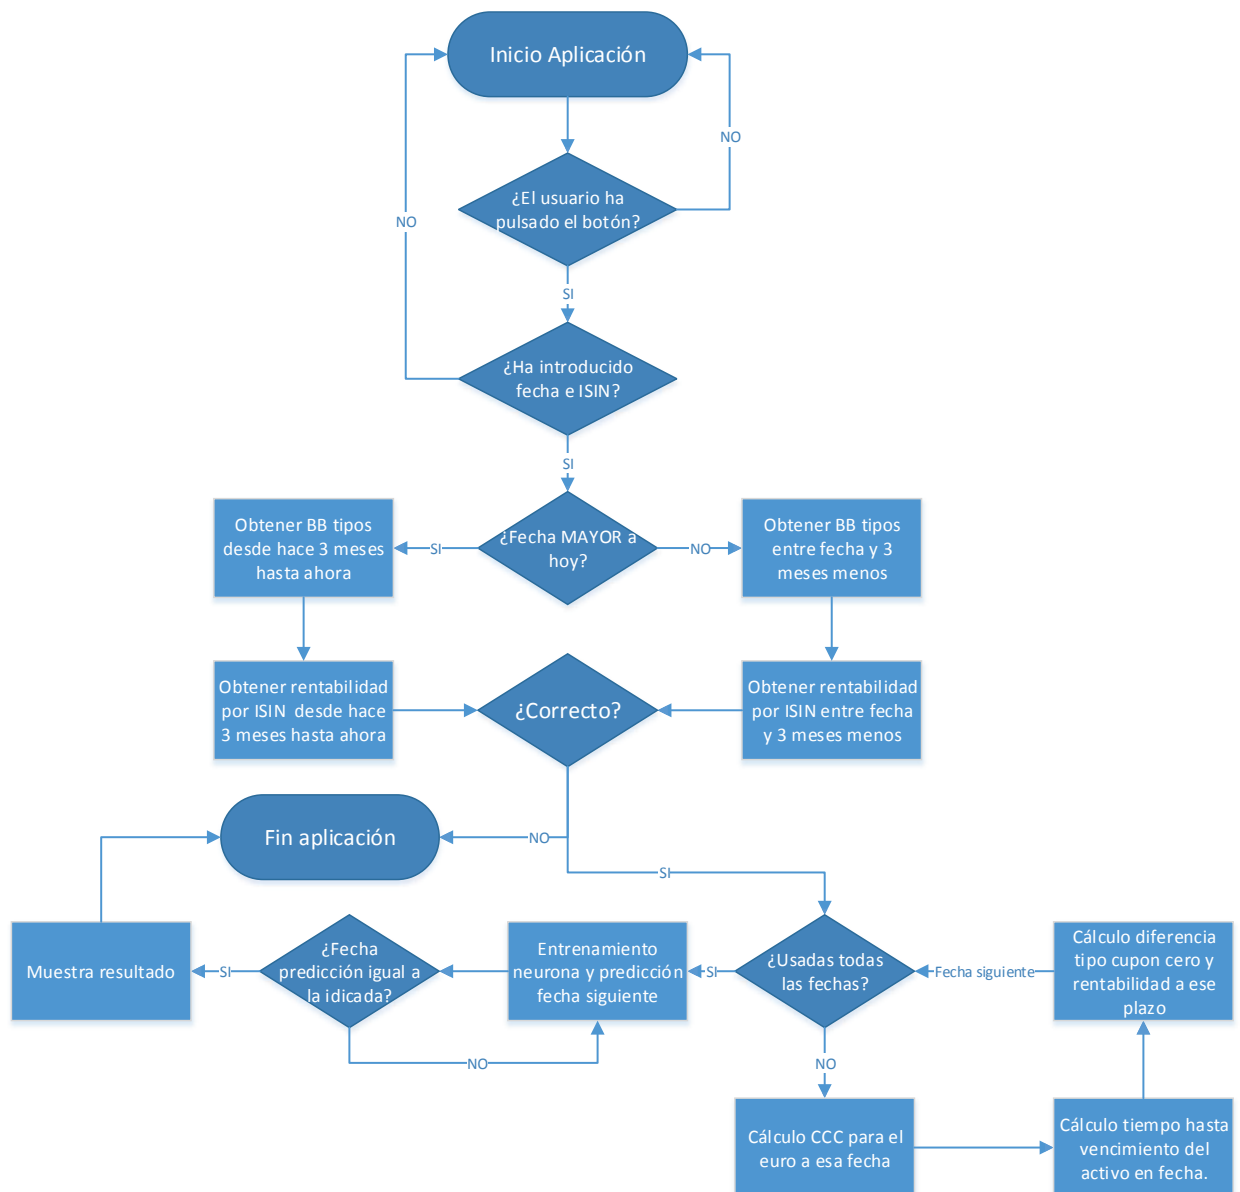 Inicio Aplicación
NO
¿El usuario ha
pulsado el botón?
NO
SI
¿Ha introducido
fecha e ISIN?
SI
Obtener BB tipos
desde hace 3 meses
hasta ahora
SI
¿Fecha MAYOR a
hoy?
NO
Obtener BB tipos
entre fecha y 3
meses menos
Obtener rentabilidad
por ISIN desde hace
3 meses hasta ahora
¿Correcto?
Obtener rentabilidad
por ISIN entre fecha
y 3 meses menos
Fin aplicación
NO
SI
Muestra resultado
SI
¿Fecha
predicción igual a
la idicada?
Entrenamiento
neurona y predicción
fecha siguiente
SI
¿Usadas todas
las fechas?
Fecha siguiente
Cálculo diferencia
tipo cupon cero y
rentabilidad a ese
plazo
NO
NO
Cálculo CCC para el
euro a esa fecha
Cálculo tiempo hasta
vencimiento del
activo en fecha.